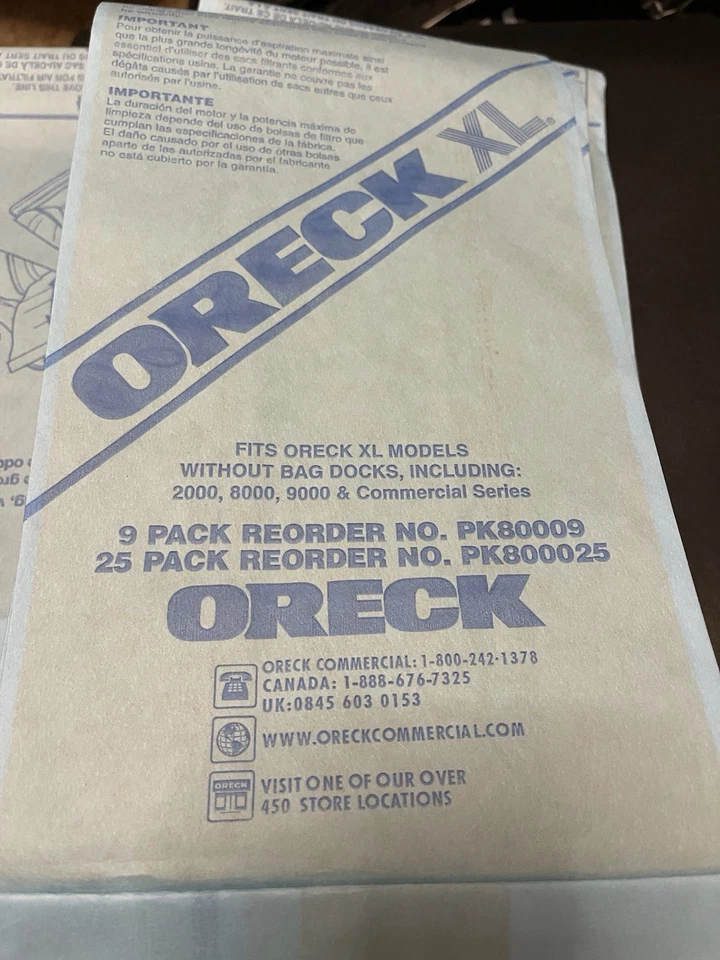 IMPORTANT
Pour obtenir la puissance d'aspiration maximale ainsi
que la plus grande longévité du moteur possible, il est
essentiel d'utiliser des sacs filtrants conformes aux
spécifications usine. La garantie ne couvre pas les
dégâts causés par l'utilisation de sacs autres que ceux
autorisés par l'usine.
IMPORTANTE
La duración del motor y la potencia máxima de
limpieza depende del uso de bolsas de filtro que
cumplan las especificaciones de la fábrica.
El daño causado por el uso de otras bolsas
aparte de las autorizadas por el fabricante
no está cubierto por la garantía.
ORECK XL®
FITS ORECK XL MODELS
WITHOUT BAG DOCKS, INCLUDING:
2000, 8000, 9000 & Commercial Series
9 PACK REORDER NO. PK80009
25 PACK REORDER NO. PK800025
ORECK
ORECK COMMERCIAL: 1-800-242-1378
CANADA: 1-888-676-7325
UK:0845 603 0153
WWW.ORECKCOMMERCIAL.COM
ORECK
VISIT ONE OF OUR OVER
450 STORE LOCATIONS